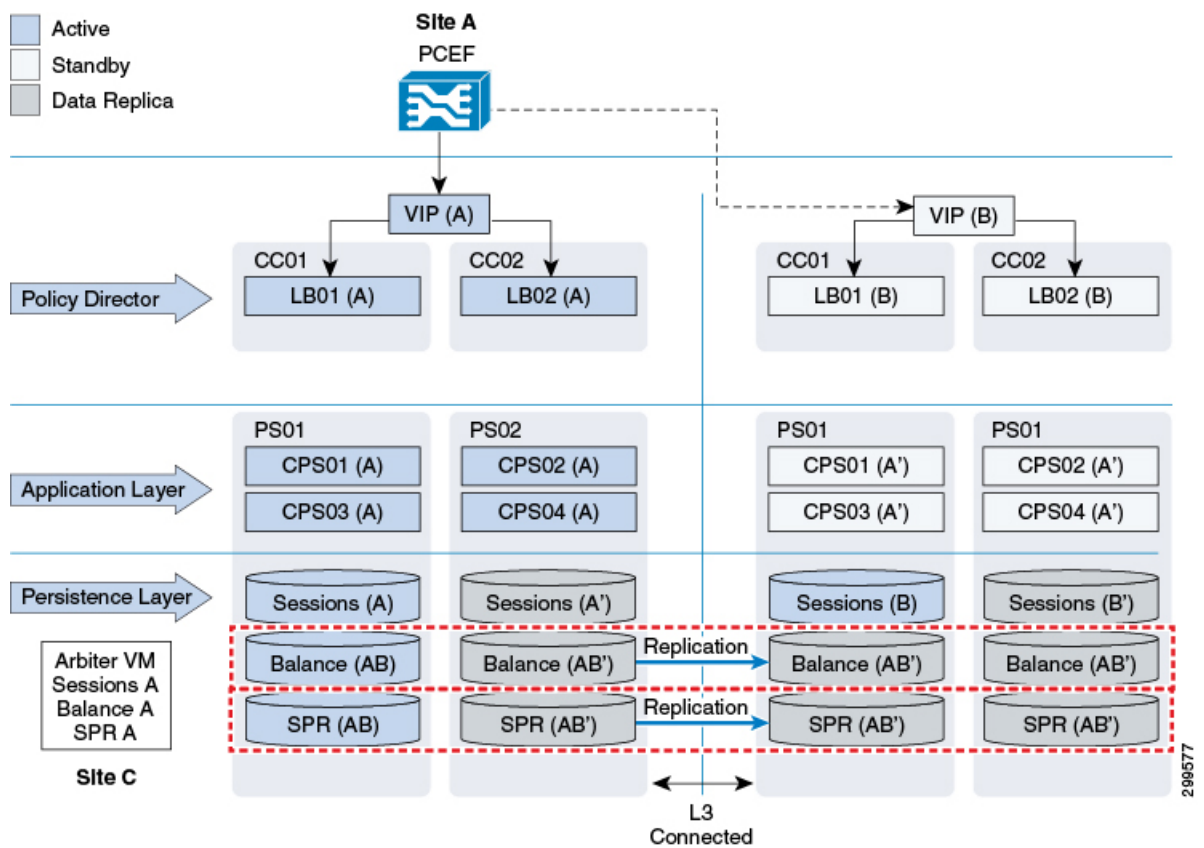 Active
Standby
Data Replica
Site A
PCEF
VIP (A)
VIP (B)
Policy Director
CC01
LB01 (A)
CC02
LB02 (A)
CC01
LB01 (B)
CC02
LB02 (B)
Application Layer
PS01
CPS01 (A)
CPS03 (A)
PS02
CPS02 (A)
CPS04 (A)
PS01
CPS01 (A')
CPS03 (A')
PS01
CPS02 (A')
CPS04 (A')
Persistence Layer
Sessions (A)
Sessions (A')
Sessions (B)
Sessions (B')
Balance (AB)
Balance (AB')
Replication
Balance (AB')
Balance (AB')
SPR (AB)
SPR (AB')
Replication
SPR (AB')
SPR (AB')
Arbiter VM
Sessions A
Balance A
SPR A
Site C
L3
Connected
299577